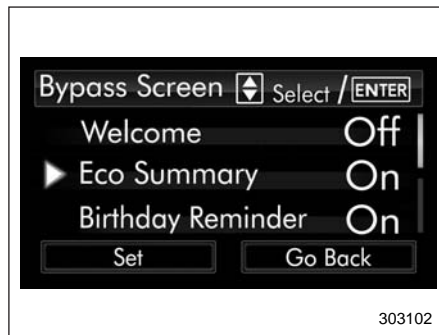 Bypass Screen Select / ENTER
Welcome Off
Eco Summary On
Birthday Reminder On
Set Go Back
303102